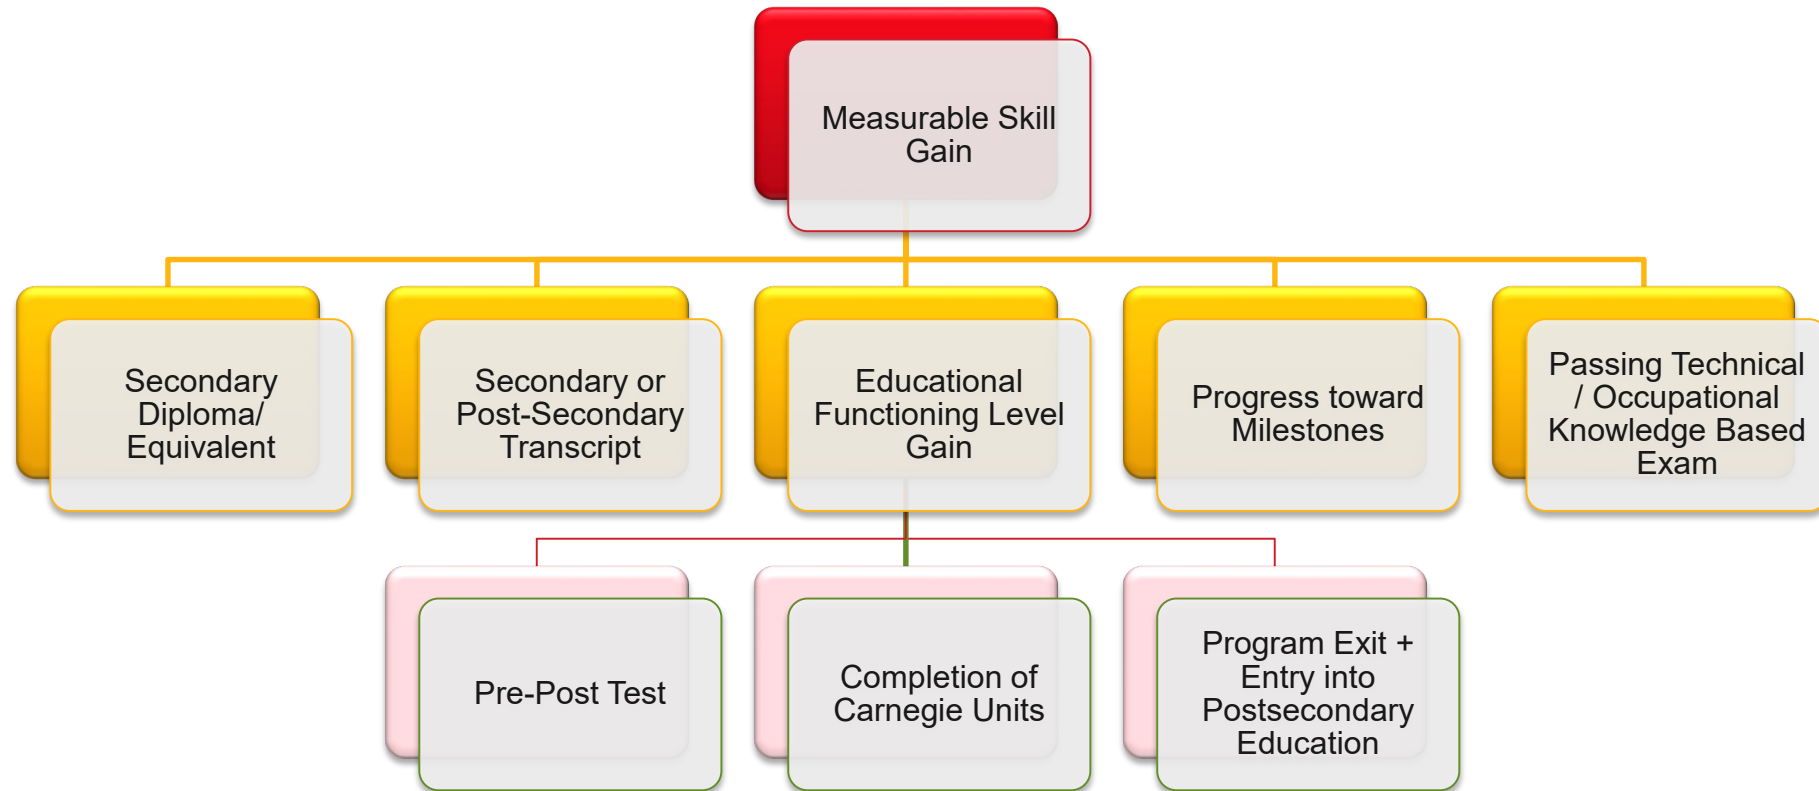 Measurable Skill
Gain
Secondary
Diploma/
Equivalent
Secondary or
Post-Secondary
Transcript
Educational
Functioning Level
Gain
Progress toward
Milestones
Passing Technical
/ Occupational
Knowledge Based
Exam
Pre-Post Test
Completion of
Carnegie Units
Program Exit +
Entry into
Postsecondary
Education